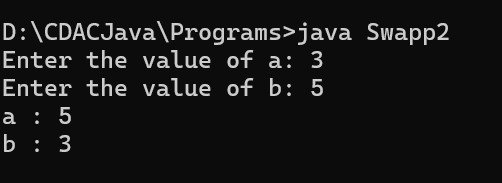 D:\CDACJava\Programs>java Swapp2
Enter the value of a: 3
Enter the value of b: 5
a : 5
b : 3